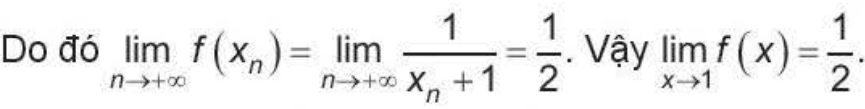 Do đó lim_{n→+∞} f(x_n) = lim_{n→+∞} 1/(x_n + 1) = 1/2. Vậy lim_{x→1} f(x) = 1/2.